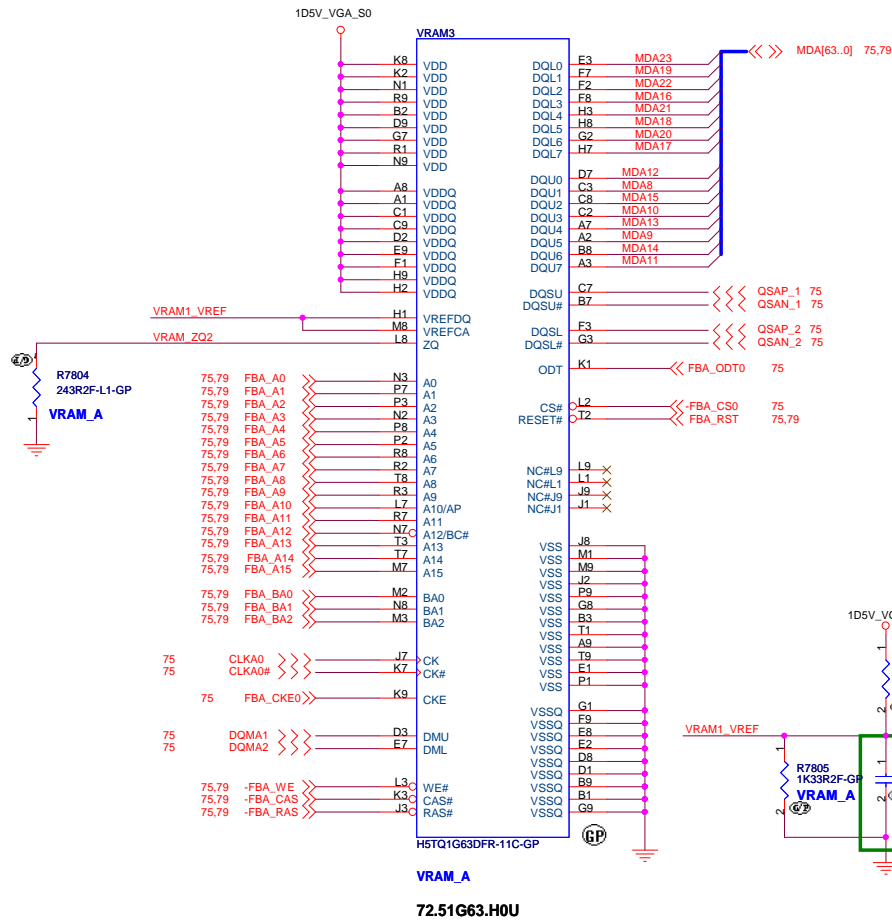 1D5V_VGA_S0
VRAM3
K8 VDD
K2 VDD
N1 VDD
R9 VDD
B2 VDD
D9 VDD
G7 VDD
R1 VDD
N9 VDD
A8 VDDQ
A1 VDDQ
C1 VDDQ
C9 VDDQ
D2 VDDQ
E9 VDDQ
F1 VDDQ
H9 VDDQ
H2 VDDQ
VRAM1_VREF H1 VREFDQ
M8 VREFCA
VRAM_ZQ2 L8 ZQ
R7804
243R2F-L1-GP
VRAM_A
1
75,79 FBA_A0 N3 A0
75,79 FBA_A1 P7 A1
75,79 FBA_A2 P3 A2
75,79 FBA_A3 N2 A3
75,79 FBA_A4 P8 A4
75,79 FBA_A5 P2 A5
75,79 FBA_A6 R8 A6
75,79 FBA_A7 R2 A7
75,79 FBA_A8 T8 A8
75,79 FBA_A9 R3 A9
75,79 FBA_A10 L7 A10/AP
75,79 FBA_A11 R7 A11
75,79 FBA_A12 N7 A12/BC#
75,79 FBA_A13 T3 A13
75,79 FBA_A14 T7 A14
75,79 FBA_A15 M7 A15
75,79 FBA_BA0 M2 BA0
75,79 FBA_BA1 N8 BA1
75,79 FBA_BA2 M3 BA2
75 CLKA0 J7 CK
75 CLKA0# K7 CK#
75 FBA_CKE0 K9 CKE
75 DQMA1 D3 DMU
75 DQMA2 E7 DML
75,79 -FBA_WE L3 WE#
75,79 -FBA_CAS K3 CAS#
75,79 -FBA_RAS J3 RAS#
DQL0 E3 MDA23
DQL1 F7 MDA19
DQL2 F2 MDA22
DQL3 F8 MDA16
DQL4 H3 MDA21
DQL5 H8 MDA18
DQL6 G2 MDA20
DQL7 H7 MDA17
MDA[63..0] 75,79
DQU0 D7 MDA12
DQU1 C3 MDA8
DQU2 C8 MDA15
DQU3 C2 MDA10
DQU4 A7 MDA13
DQU5 A2 MDA9
DQU6 B8 MDA14
DQU7 A3 MDA11
DQSU C7 QSAP_1 75
DQSU# B7 QSAN_1 75
DQSL F3 QSAP_2 75
DQSL# G3 QSAN_2 75
ODT K1 FBA_ODT0 75
CS# L2 -FBA_CS0 75
RESET# T2 FBA_RST 75,79
NC#L9 L9
NC#L1 L1
NC#J9 J9
NC#J1 J1
VSS J8
VSS M1
VSS M9
VSS J2
VSS P9
VSS G8
VSS B3
VSS T1
VSS A9
VSS T9
VSS E1
VSS P1
VSSQ G1
VSSQ F9
VSSQ E8
VSSQ E2
VSSQ D8
VSSQ D1
VSSQ B9
VSSQ B1
VSSQ G9
H5TQ1G63DFR-11C-GP
GP
VRAM_A
72.51G63.H0U
1
2
VRAM1_VREF
1
R7805
1K33R2F-GP
VRAM_A
2
1
2